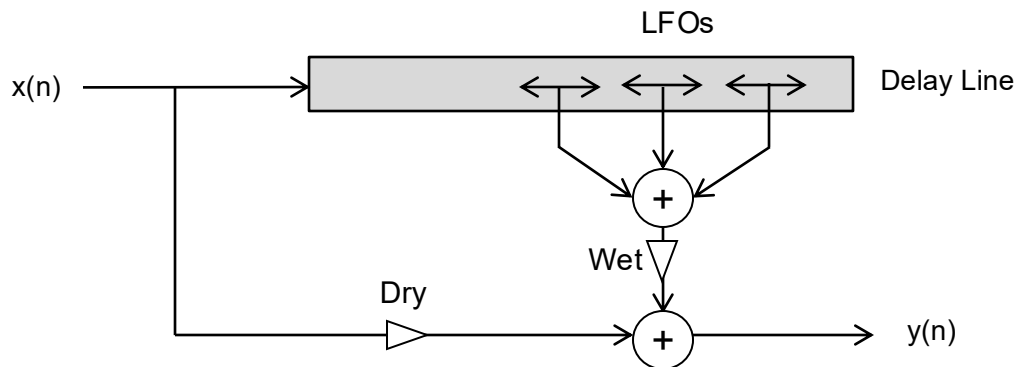 LFOs
x(n)
Delay Line
+
Wet
Dry
+
y(n)